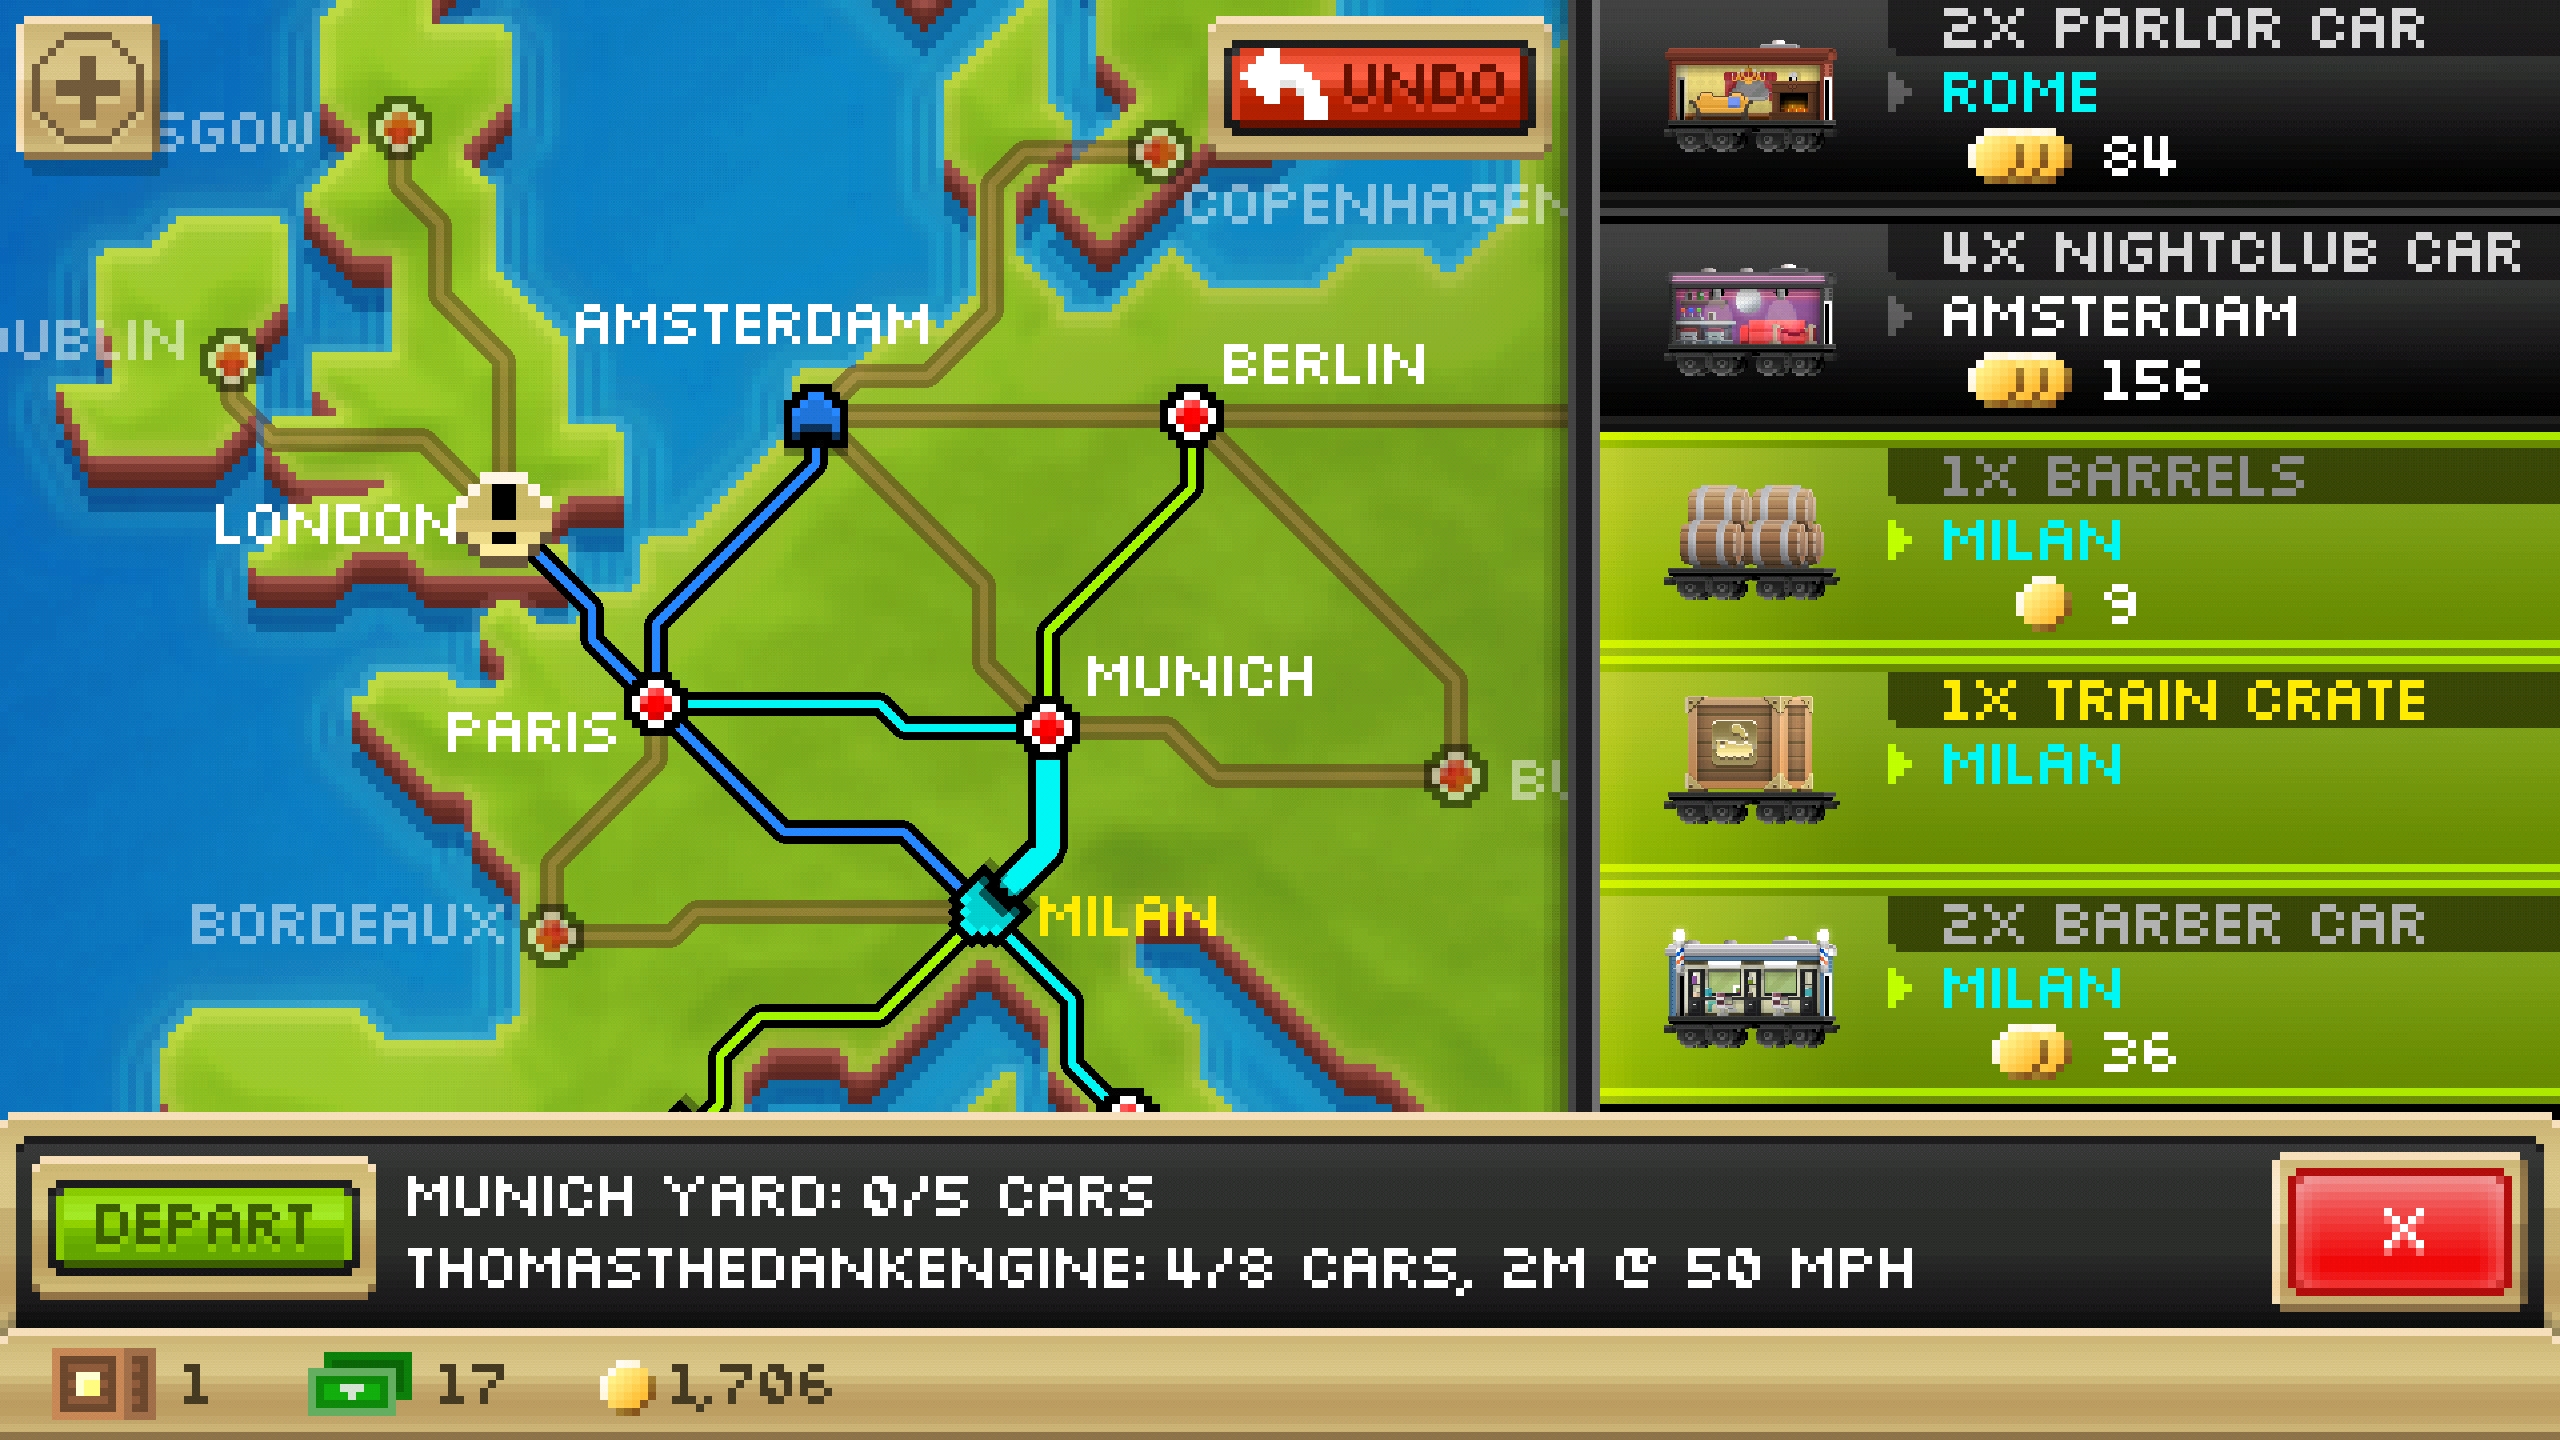 UNDO
SGOW
COPENHAGEN
UBLIN
AMSTERDAM
BERLIN
LONDON
PARIS
MUNICH
BU
BORDEAUX
MILAN
2X PARLOR CAR
ROME
84
4X NIGHTCLUB CAR
AMSTERDAM
156
1X BARRELS
MILAN
9
1X TRAIN CRATE
MILAN
2X BARBER CAR
MILAN
36
DEPART
MUNICH YARD: 0/5 CARS
THOMASTHEDANKENGINE: 4/8 CARS, 2M @ 50 MPH
X
1
17
1,706